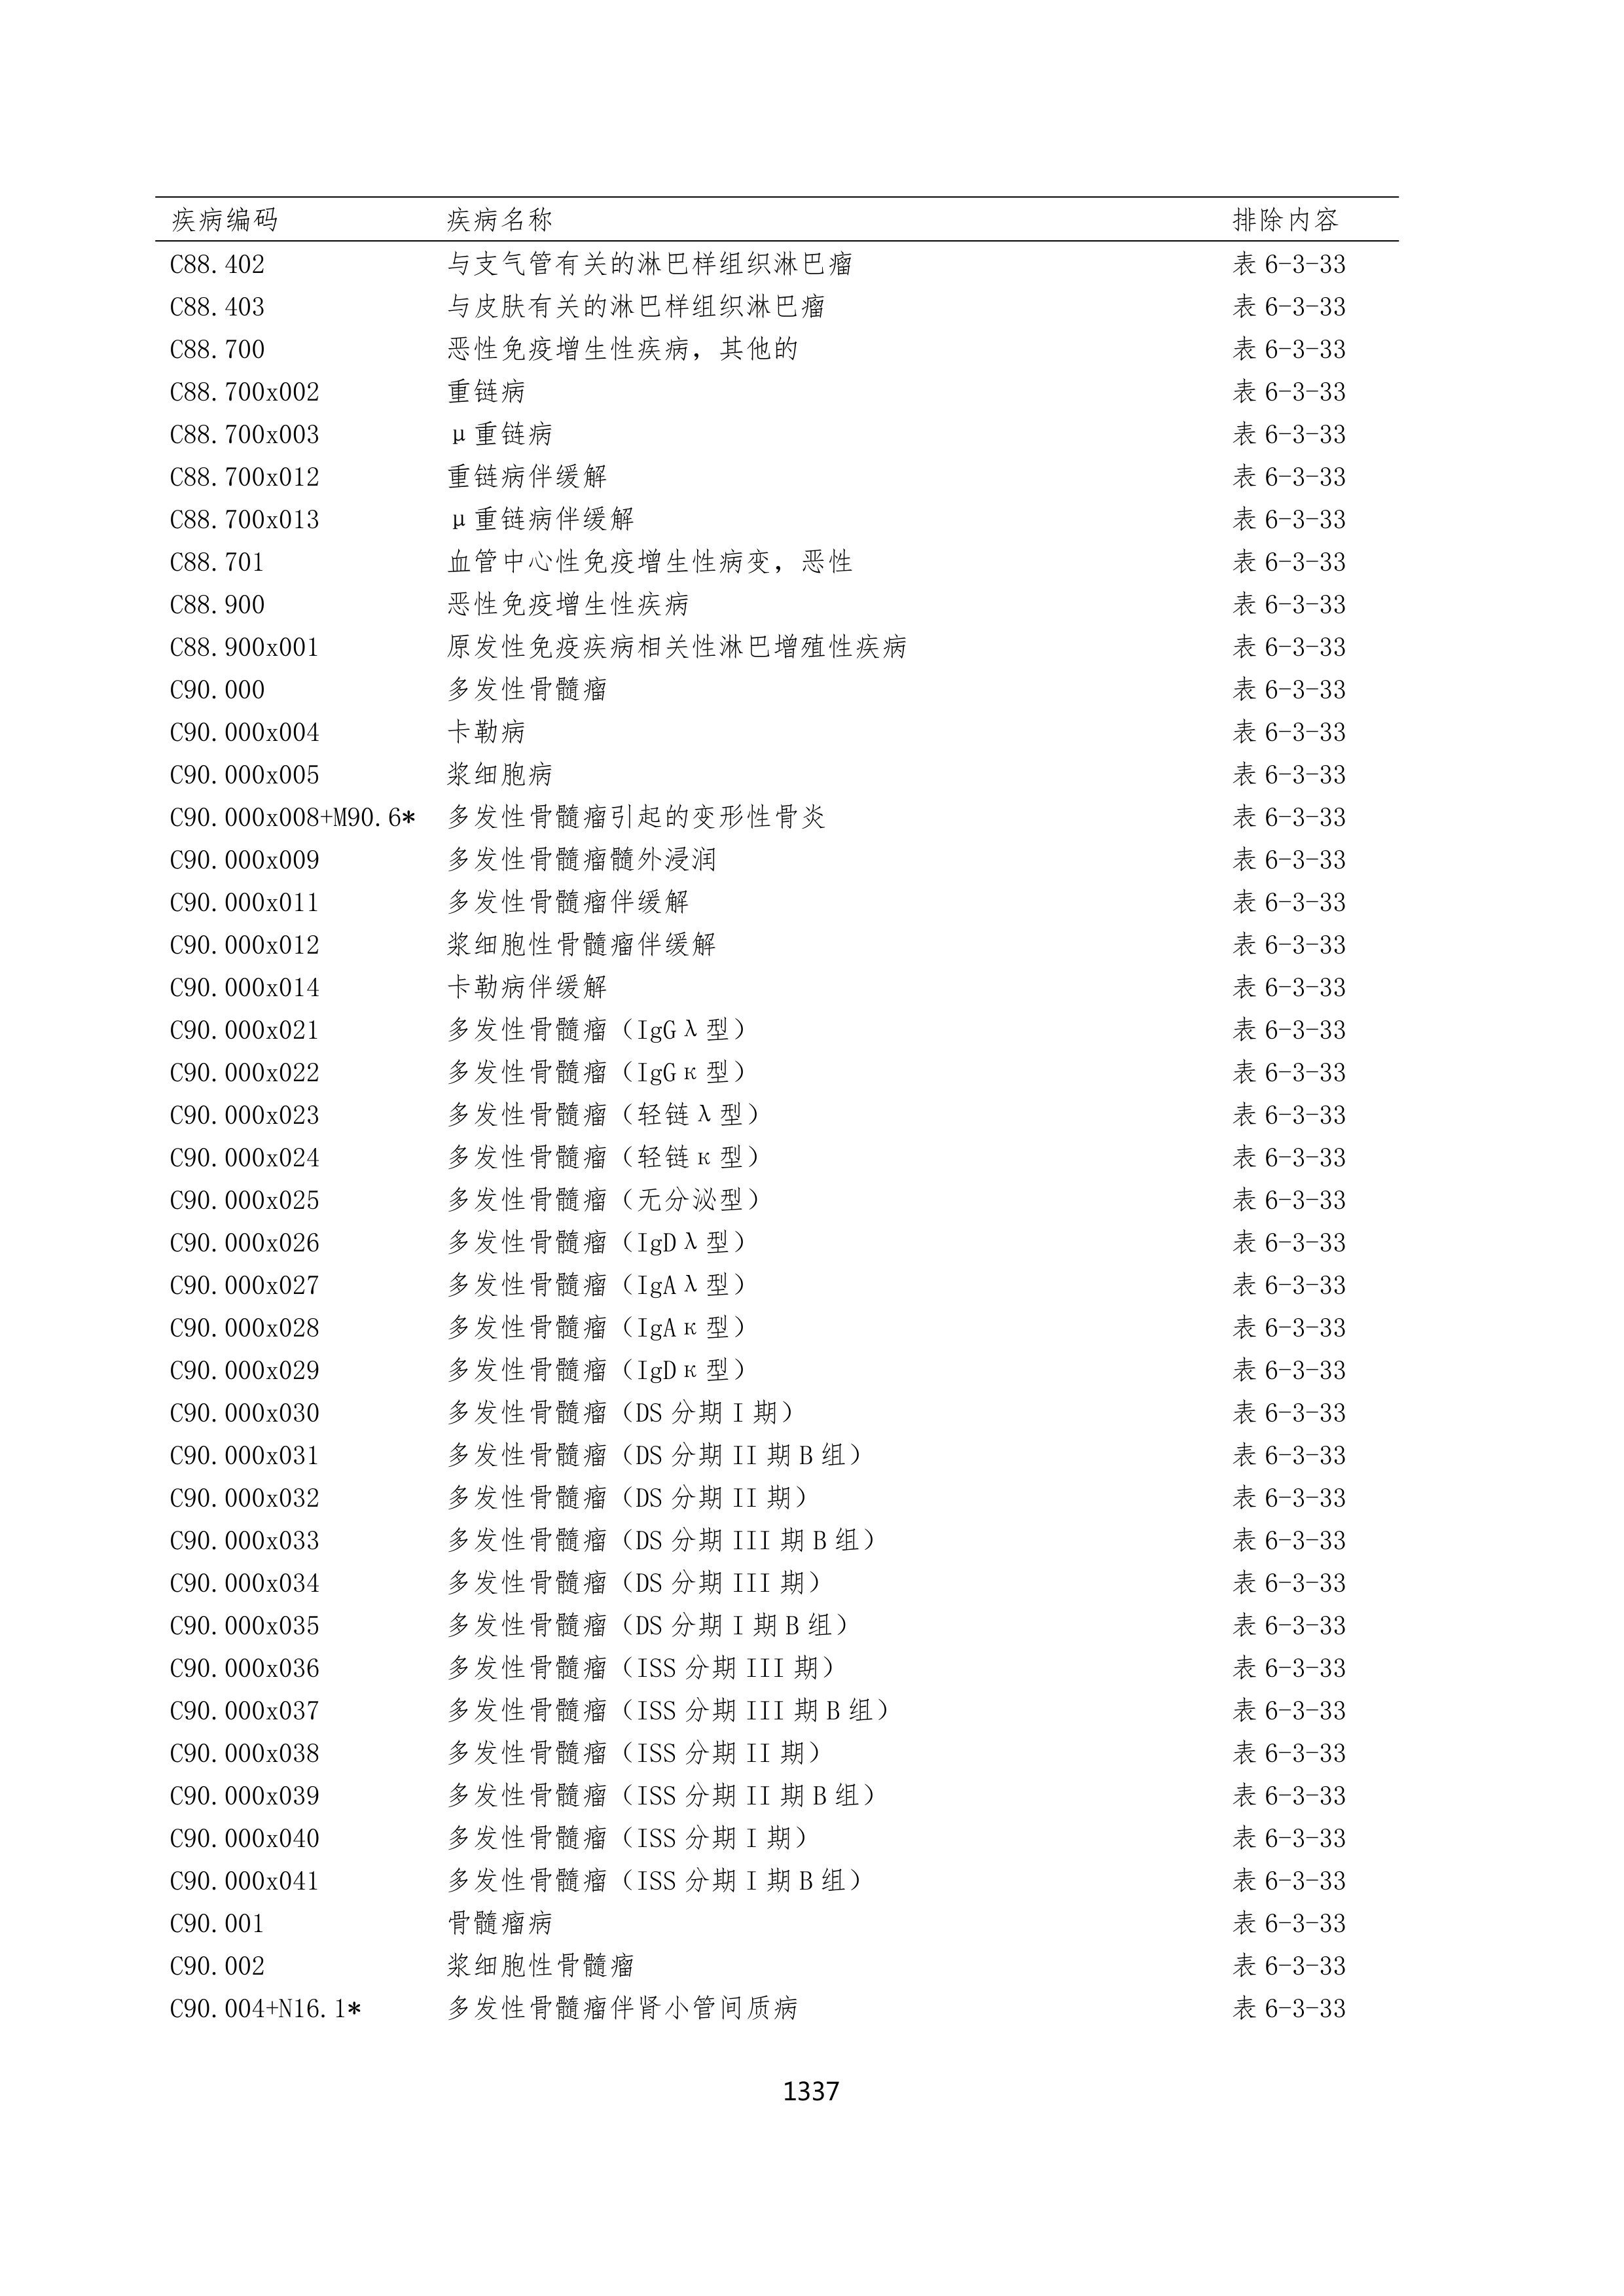 疾病编码 疾病名称 排除内容
C88.402 与支气管有关的淋巴样组织淋巴瘤 表 6-3-33
C88.403 与皮肤有关的淋巴样组织淋巴瘤 表 6-3-33
C88.700 恶性免疫增生性疾病，其他的 表 6-3-33
C88.700x002 重链病 表 6-3-33
C88.700x003 μ重链病 表 6-3-33
C88.700x012 重链病伴缓解 表 6-3-33
C88.700x013 μ重链病伴缓解 表 6-3-33
C88.701 血管中心性免疫增生性病变，恶性 表 6-3-33
C88.900 恶性免疫增生性疾病 表 6-3-33
C88.900x001 原发性免疫疾病相关性淋巴增殖性疾病 表 6-3-33
C90.000 多发性骨髓瘤 表 6-3-33
C90.000x004 卡勒病 表 6-3-33
C90.000x005 浆细胞病 表 6-3-33
C90.000x008+M90.6* 多发性骨髓瘤引起的变形性骨炎 表 6-3-33
C90.000x009 多发性骨髓瘤髓外浸润 表 6-3-33
C90.000x011 多发性骨髓瘤伴缓解 表 6-3-33
C90.000x012 浆细胞性骨髓瘤伴缓解 表 6-3-33
C90.000x014 卡勒病伴缓解 表 6-3-33
C90.000x021 多发性骨髓瘤（IgGλ型） 表 6-3-33
C90.000x022 多发性骨髓瘤（IgGκ型） 表 6-3-33
C90.000x023 多发性骨髓瘤（轻链λ型） 表 6-3-33
C90.000x024 多发性骨髓瘤（轻链κ型） 表 6-3-33
C90.000x025 多发性骨髓瘤（无分泌型） 表 6-3-33
C90.000x026 多发性骨髓瘤（IgDλ型） 表 6-3-33
C90.000x027 多发性骨髓瘤（IgAλ型） 表 6-3-33
C90.000x028 多发性骨髓瘤（IgAκ型） 表 6-3-33
C90.000x029 多发性骨髓瘤（IgDκ型） 表 6-3-33
C90.000x030 多发性骨髓瘤（DS 分期 I 期） 表 6-3-33
C90.000x031 多发性骨髓瘤（DS 分期 II 期 B 组） 表 6-3-33
C90.000x032 多发性骨髓瘤（DS 分期 II 期） 表 6-3-33
C90.000x033 多发性骨髓瘤（DS 分期 III 期 B 组） 表 6-3-33
C90.000x034 多发性骨髓瘤（DS 分期 III 期） 表 6-3-33
C90.000x035 多发性骨髓瘤（DS 分期 I 期 B 组） 表 6-3-33
C90.000x036 多发性骨髓瘤（ISS 分期 III 期） 表 6-3-33
C90.000x037 多发性骨髓瘤（ISS 分期 III 期 B 组） 表 6-3-33
C90.000x038 多发性骨髓瘤（ISS 分期 II 期） 表 6-3-33
C90.000x039 多发性骨髓瘤（ISS 分期 II 期 B 组） 表 6-3-33
C90.000x040 多发性骨髓瘤（ISS 分期 I 期） 表 6-3-33
C90.000x041 多发性骨髓瘤（ISS 分期 I 期 B 组） 表 6-3-33
C90.001 骨髓瘤病 表 6-3-33
C90.002 浆细胞性骨髓瘤 表 6-3-33
C90.004+N16.1* 多发性骨髓瘤伴肾小管间质病 表 6-3-33
1337